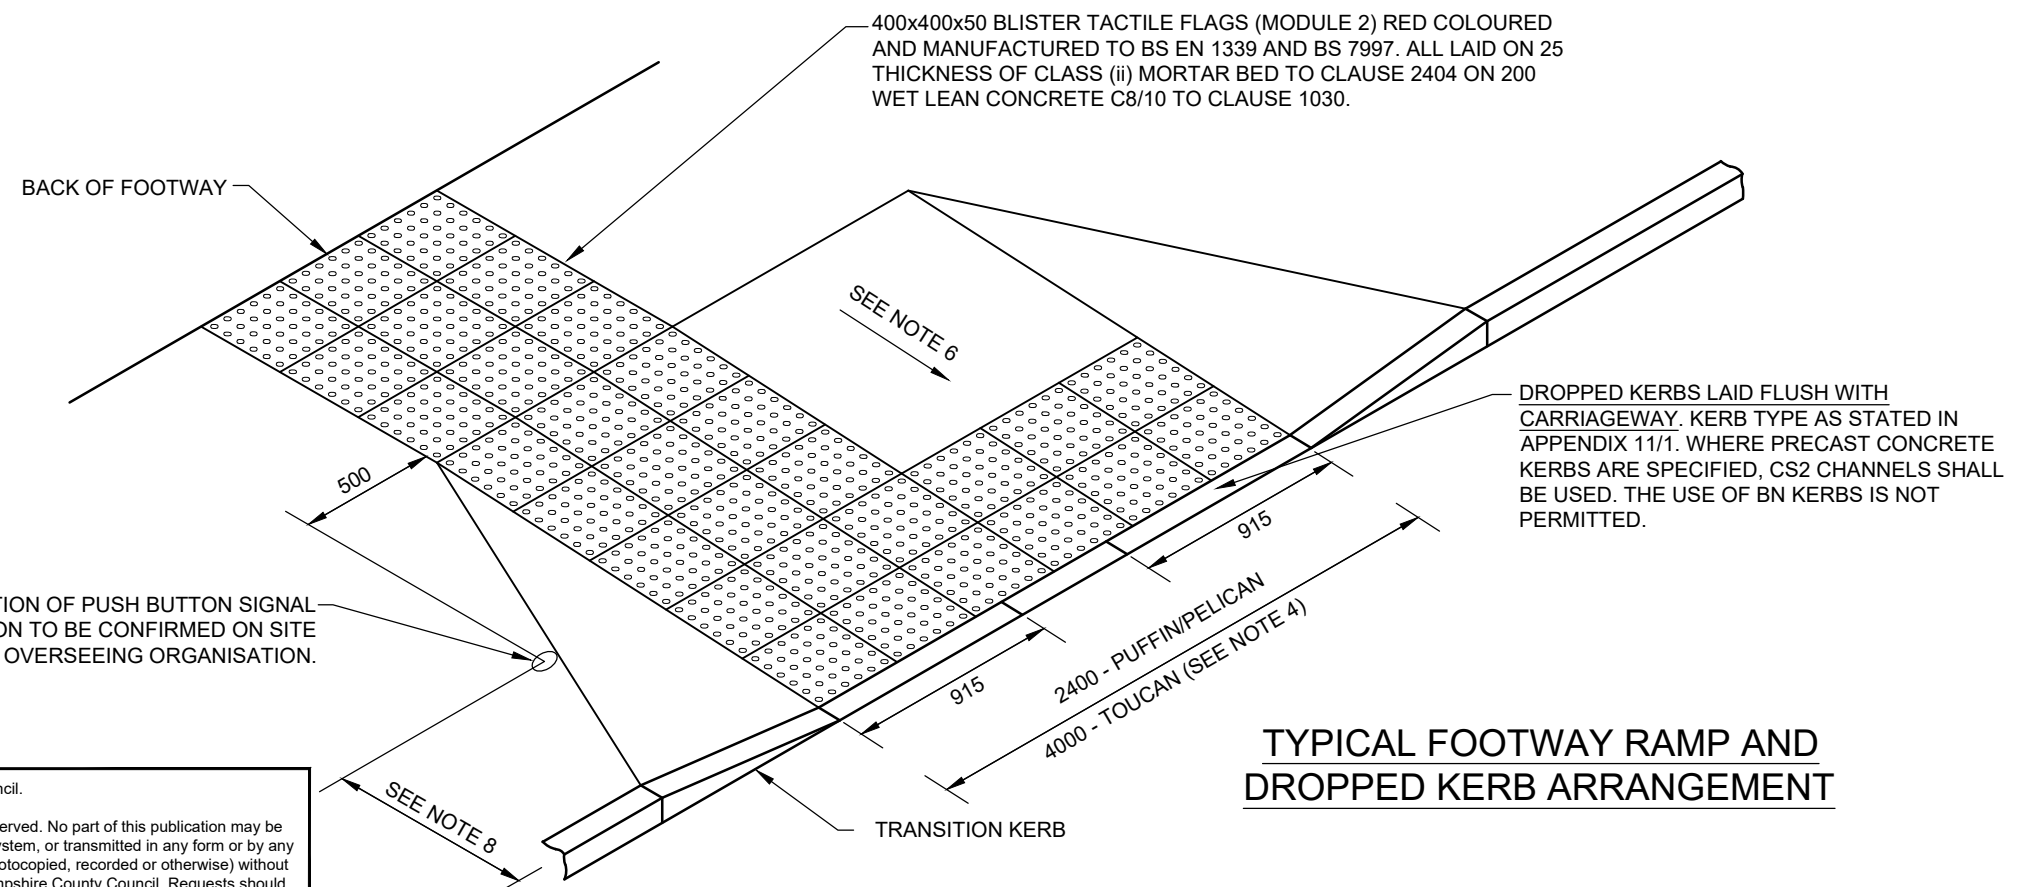 400x400x50 BLISTER TACTILE FLAGS (MODULE 2) RED COLOURED
AND MANUFACTURED TO BS EN 1339 AND BS 7997. ALL LAID ON 25
THICKNESS OF CLASS (ii) MORTAR BED TO CLAUSE 2404 ON 200
WET LEAN CONCRETE C8/10 TO CLAUSE 1030.
BACK OF FOOTWAY
SEE NOTE 6
DROPPED KERBS LAID FLUSH WITH
CARRIAGEWAY. KERB TYPE AS STATED IN
APPENDIX 11/1. WHERE PRECAST CONCRETE
KERBS ARE SPECIFIED, CS2 CHANNELS SHALL
BE USED. THE USE OF BN KERBS IS NOT
PERMITTED.
500
915
TION OF PUSH BUTTON SIGNAL
ON TO BE CONFIRMED ON SITE
OVERSEEING ORGANISATION.
915
2400 - PUFFIN/PELICAN
4000 - TOUCAN (SEE NOTE 4)
TYPICAL FOOTWAY RAMP AND
DROPPED KERB ARRANGEMENT
SEE NOTE 8
TRANSITION KERB
ncil.
erved. No part of this publication may be
ystem, or transmitted in any form or by any
otocopied, recorded or otherwise) without
mpshire County Council. Requests should